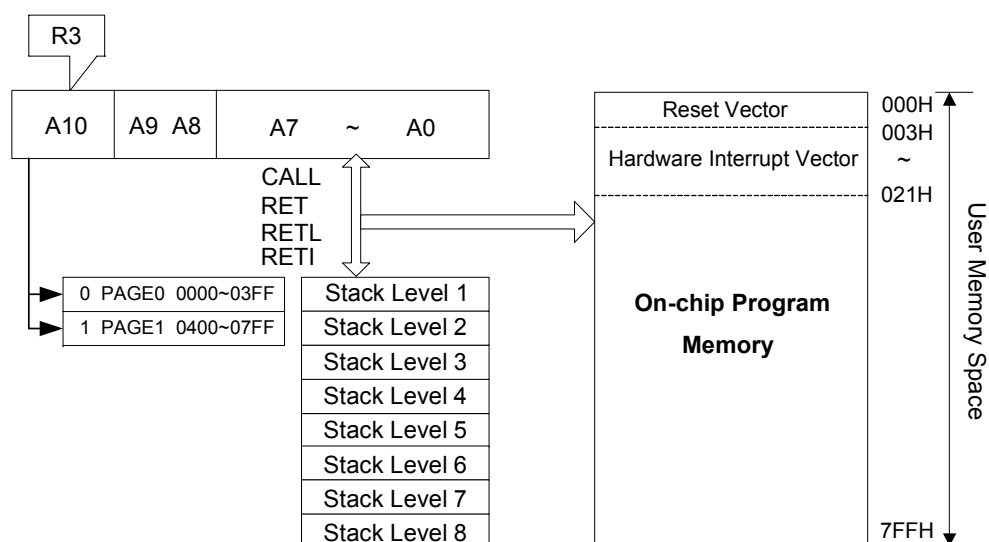 R3
A10
A9 A8
A7 ~ A0
CALL
RET
RETL
RETI
0 PAGE0 0000~03FF
1 PAGE1 0400~07FF
Stack Level 1
Stack Level 2
Stack Level 3
Stack Level 4
Stack Level 5
Stack Level 6
Stack Level 7
Stack Level 8
Reset Vector
Hardware Interrupt Vector
On-chip Program
Memory
000H
003H
~
021H
7FFH
User Memory Space